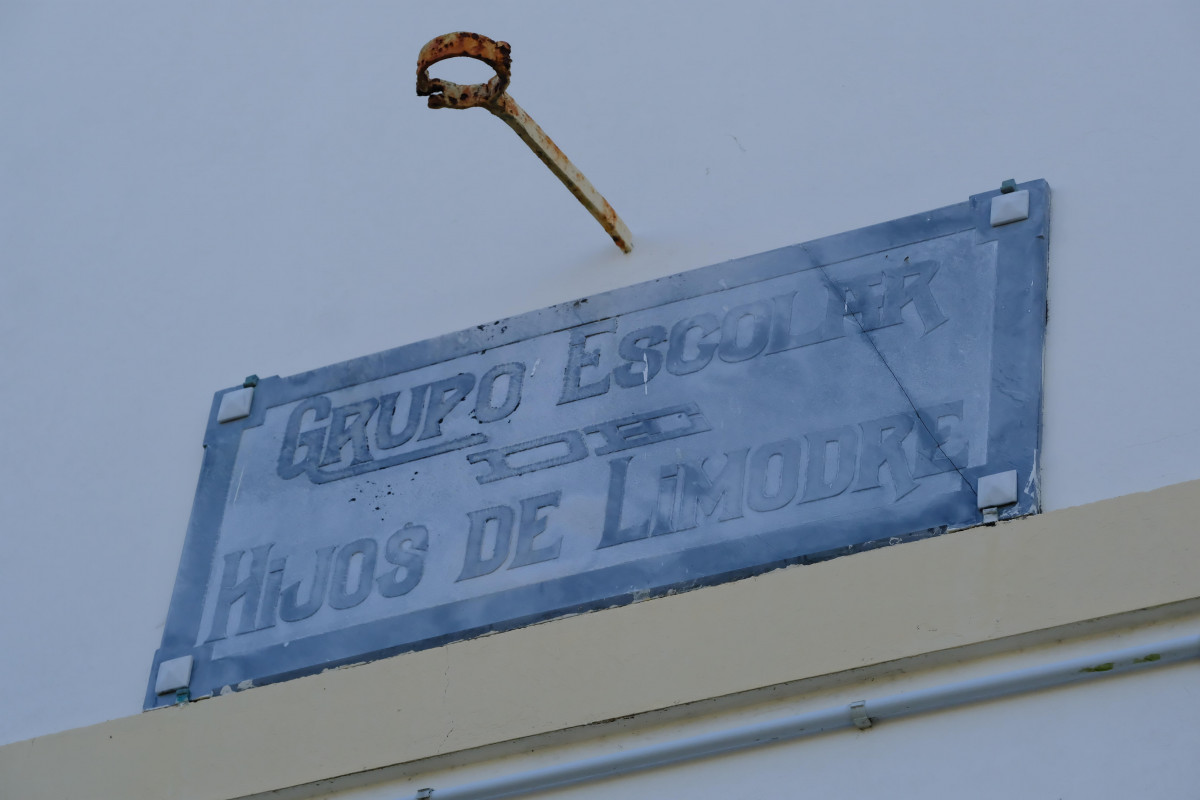 GRUPO ESCOLAR
DE
HIJOS DE LIMODRE